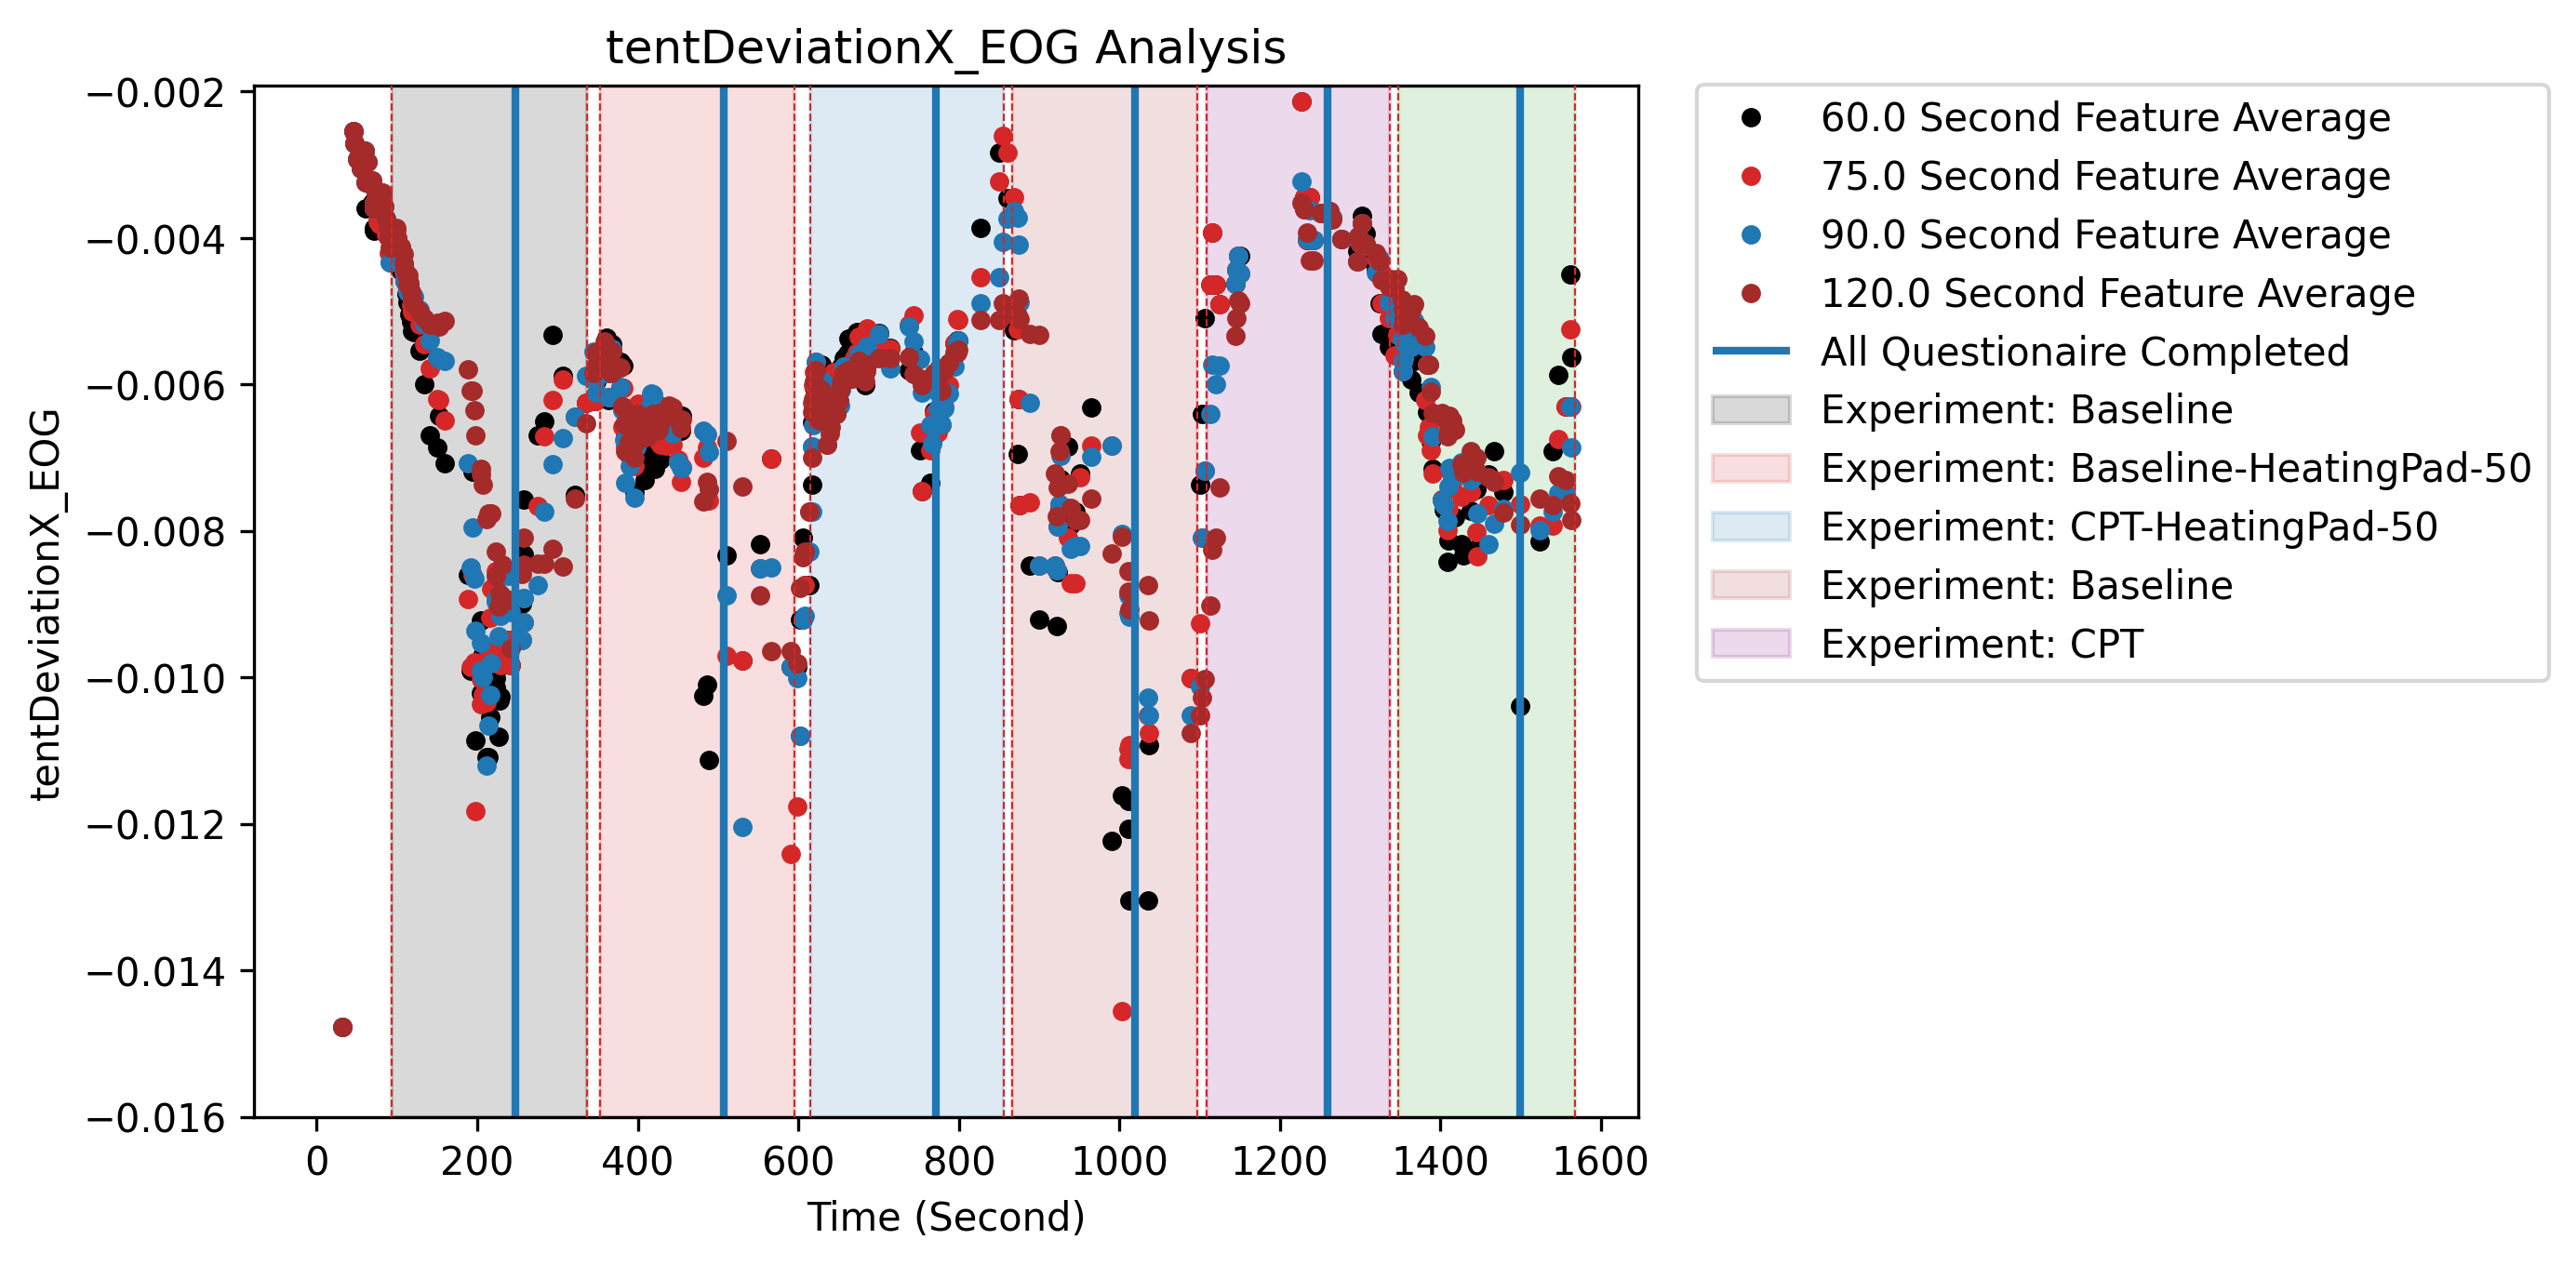 tentDeviationX_EOG Analysis
tentDeviationX_EOG
−0.002
−0.004
−0.006
−0.008
−0.010
−0.012
−0.014
−0.016
0 200 400 600 800 1000 1200 1400 1600
Time (Second)
60.0 Second Feature Average
75.0 Second Feature Average
90.0 Second Feature Average
120.0 Second Feature Average
All Questionaire Completed
Experiment: Baseline
Experiment: Baseline-HeatingPad-50
Experiment: CPT-HeatingPad-50
Experiment: Baseline
Experiment: CPT